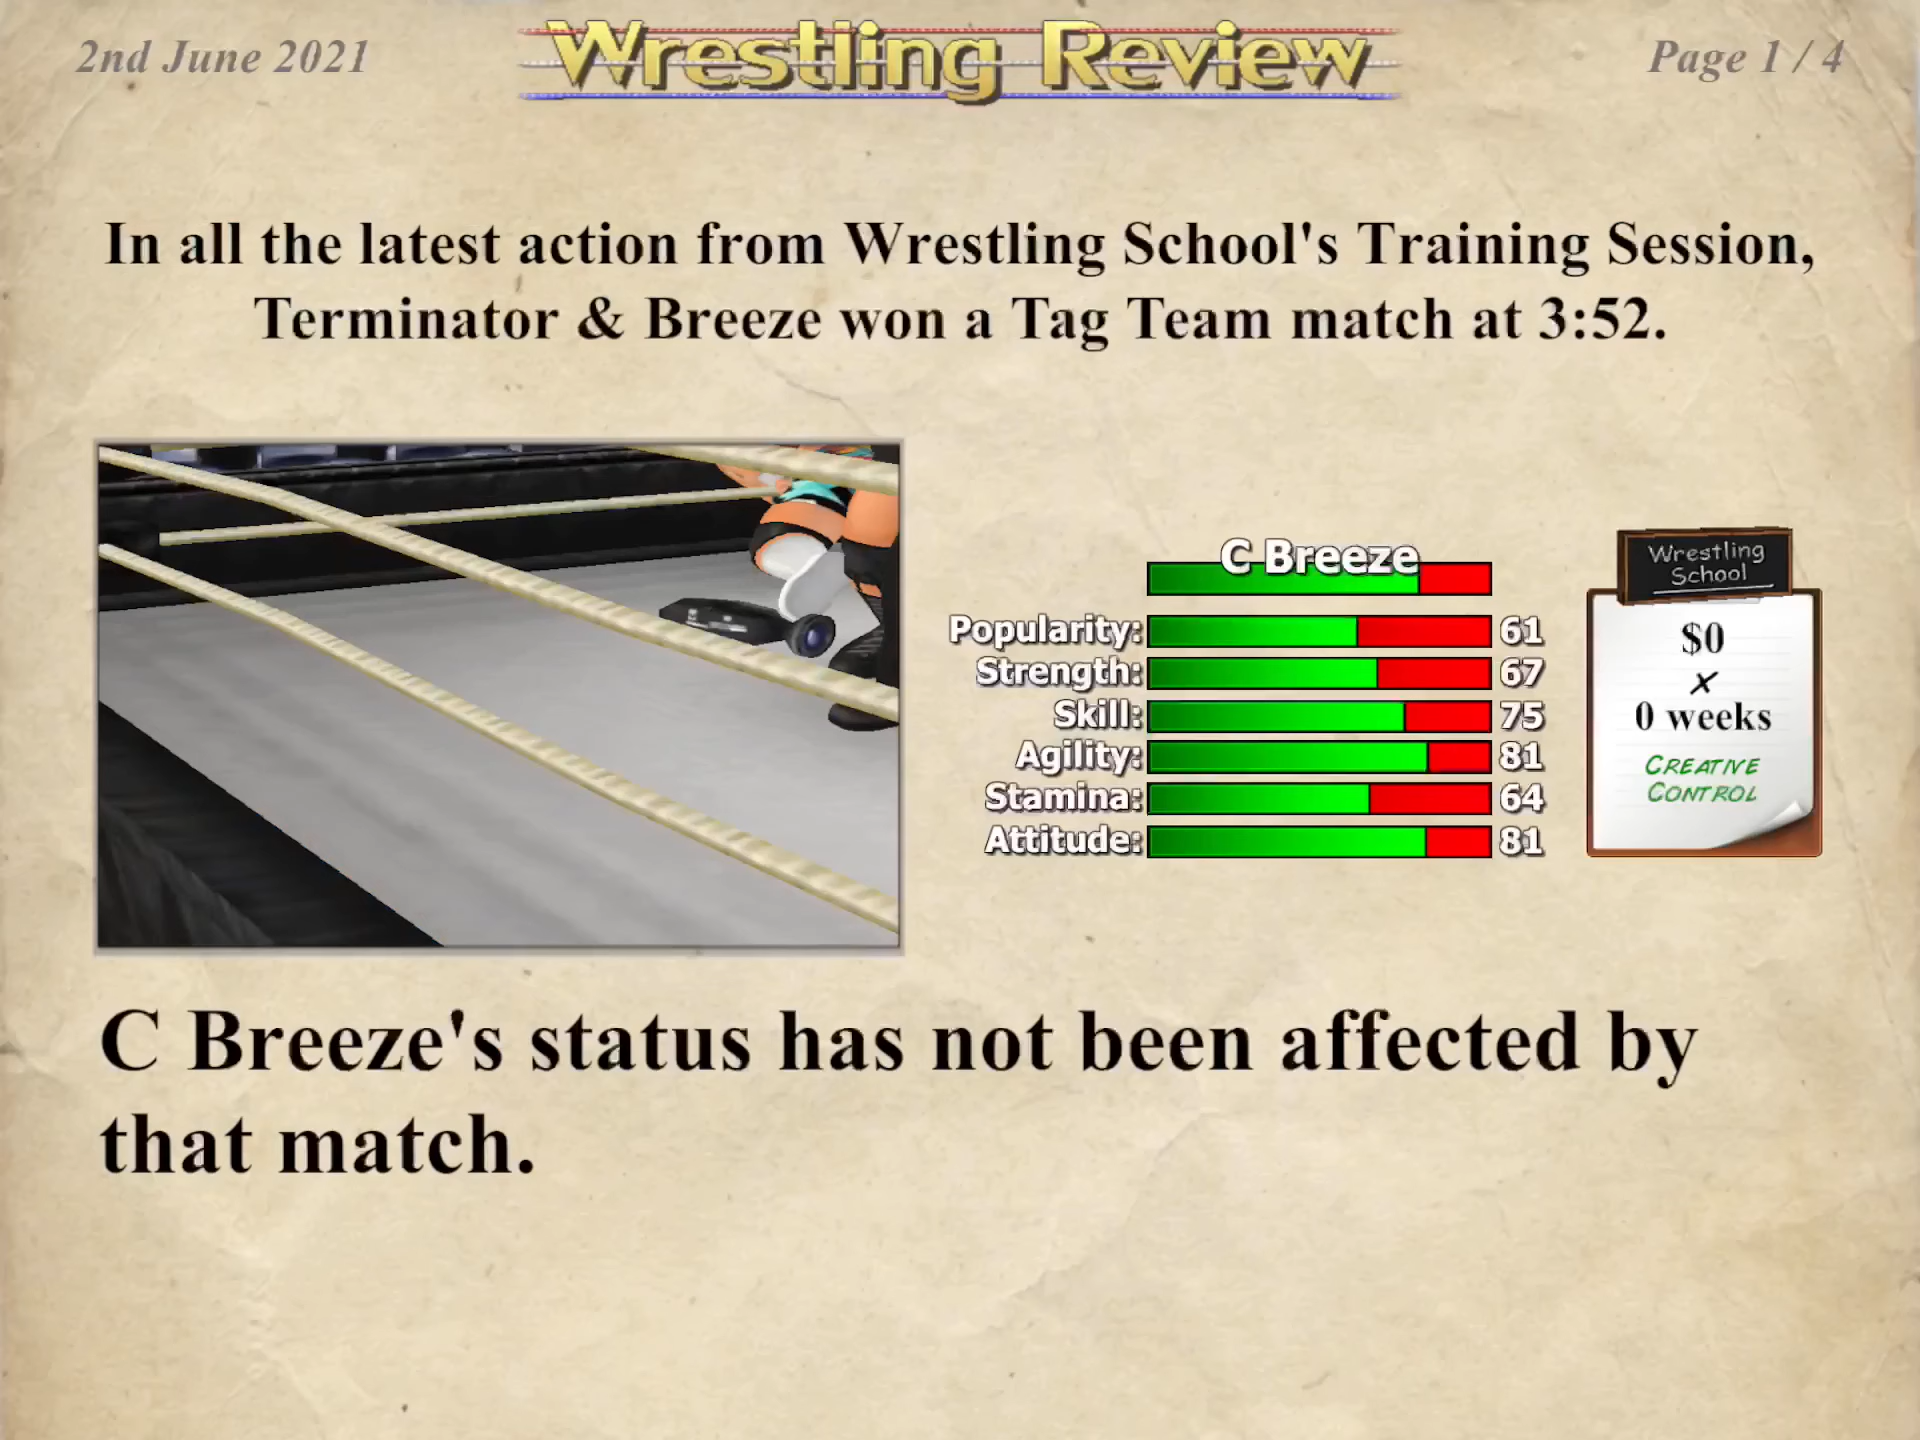 2nd June 2021
Wrestling Review
Page 1 / 4
In all the latest action from Wrestling School's Training Session,
Terminator & Breeze won a Tag Team match at 3:52.
C Breeze
Popularity: 61
Strength: 67
Skill: 75
Agility: 81
Stamina: 64
Attitude: 81
Wrestling
School
$0
x
0 weeks
CREATIVE
CONTROL
C Breeze's status has not been affected by
that match.